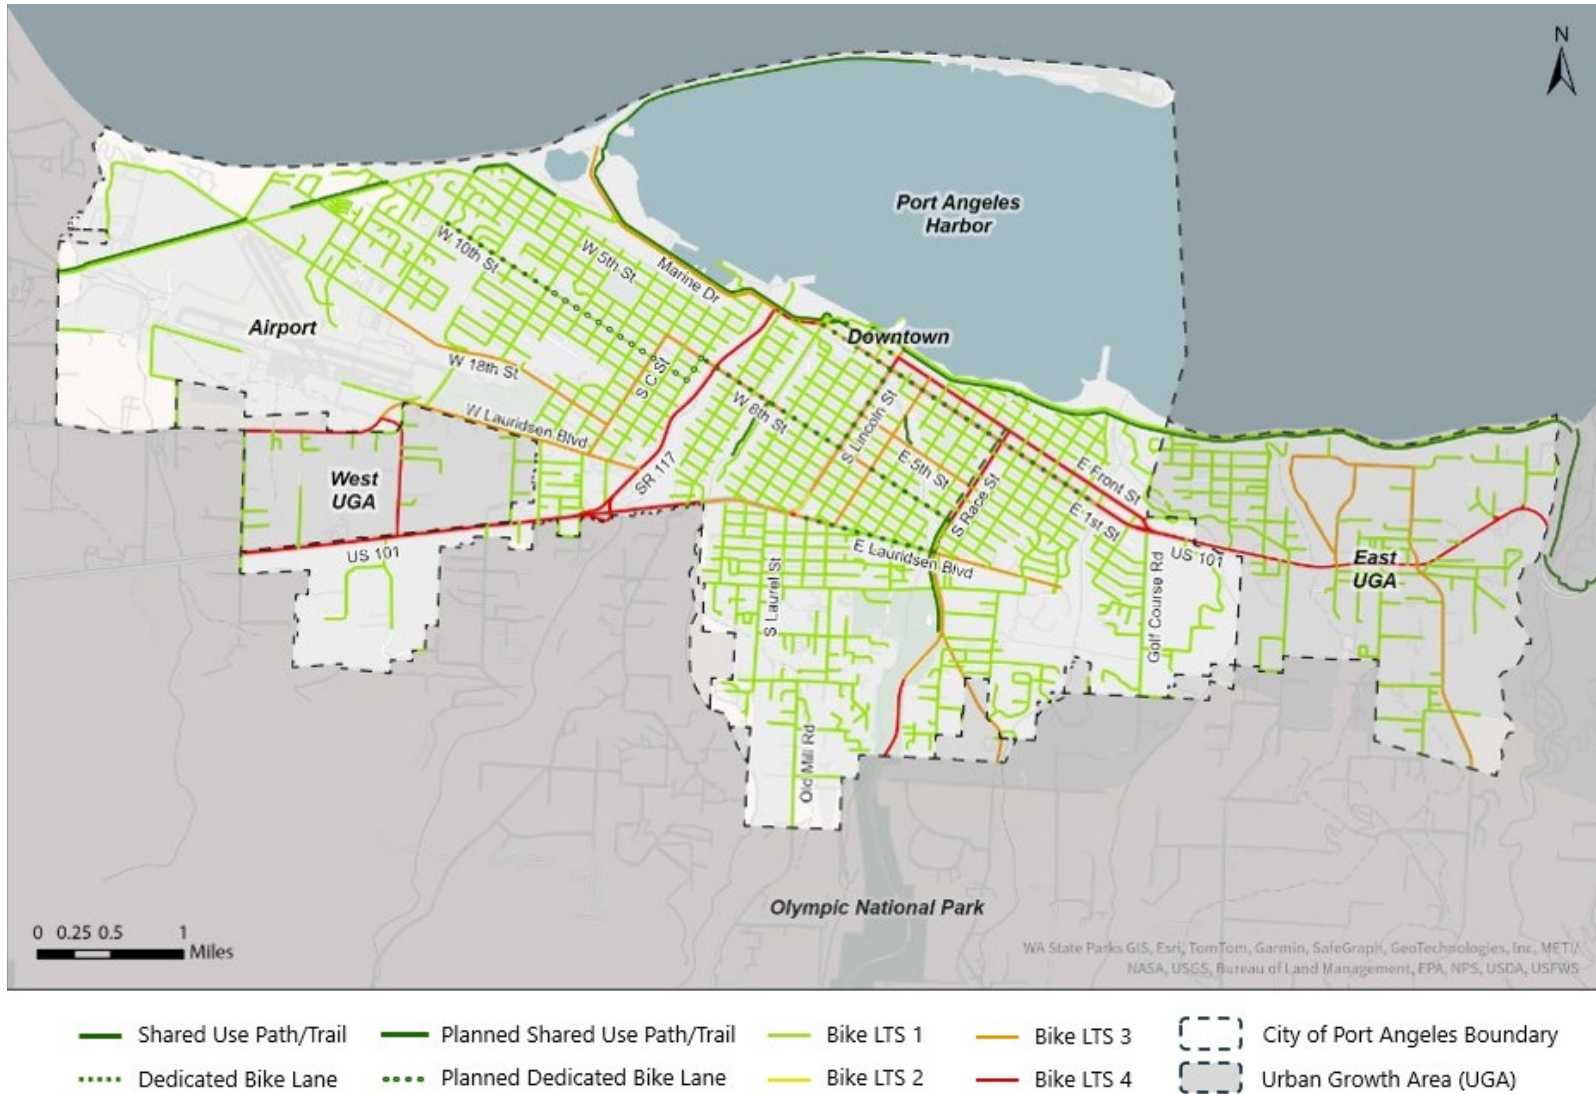 N
Port Angeles
Harbor
W 10th St
W 5th St
Marine Dr
Airport
Downtown
W 18th St
S C St
W 8th St
S Lincoln St
W Lauridsen Blvd
E 5th St
E Front St
SR 117
S Race St
E 1st St
West
UGA
US 101
E Lauridsen Blvd
US 101
East
UGA
S Laurel St
Golf Course Rd
Old Mill Rd
Olympic National Park
0 0.25 0.5 1
Miles
WA State Parks GIS, Esri, TomTom, Garmin, SafeGraph, GeoTechnologies, Inc, METI/
NASA, USGS, Bureau of Land Management, EPA, NPS, USDA, USFWS
Shared Use Path/Trail
Planned Shared Use Path/Trail
Bike LTS 1
Bike LTS 3
City of Port Angeles Boundary
Dedicated Bike Lane
Planned Dedicated Bike Lane
Bike LTS 2
Bike LTS 4
Urban Growth Area (UGA)